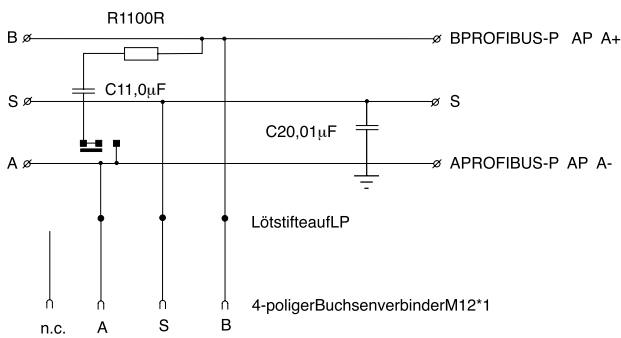 R1100R
B BPROFIBUS-P AP A+
C11,0µF
S S
C20,01µF
A APROFIBUS-P AP A-
LötstifteaufLP
4-poligerBuchsenverbinderM12*1
n.c. A S B